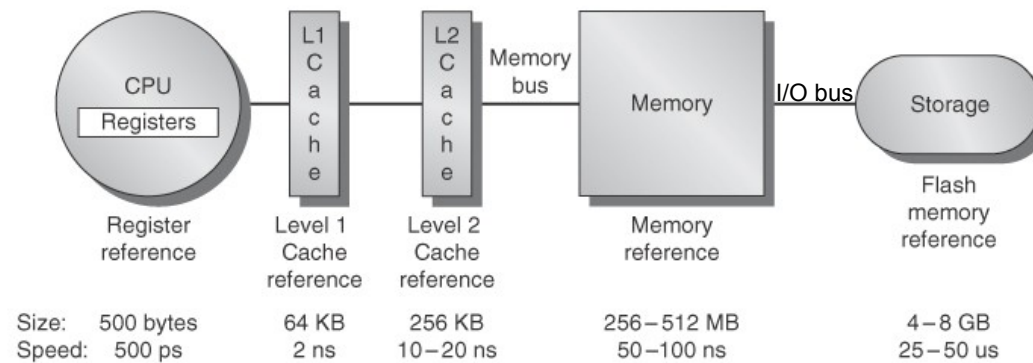 CPU
Registers
L1
C
a
c
h
e
L2
C
a
c
h
e
Memory
bus
Memory
I/O bus
Storage
Register
reference
Level 1
Cache
reference
Level 2
Cache
reference
Memory
reference
Flash
memory
reference
Size: 500 bytes 64 KB 256 KB 256–512 MB 4–8 GB
Speed: 500 ps 2 ns 10–20 ns 50–100 ns 25–50 us